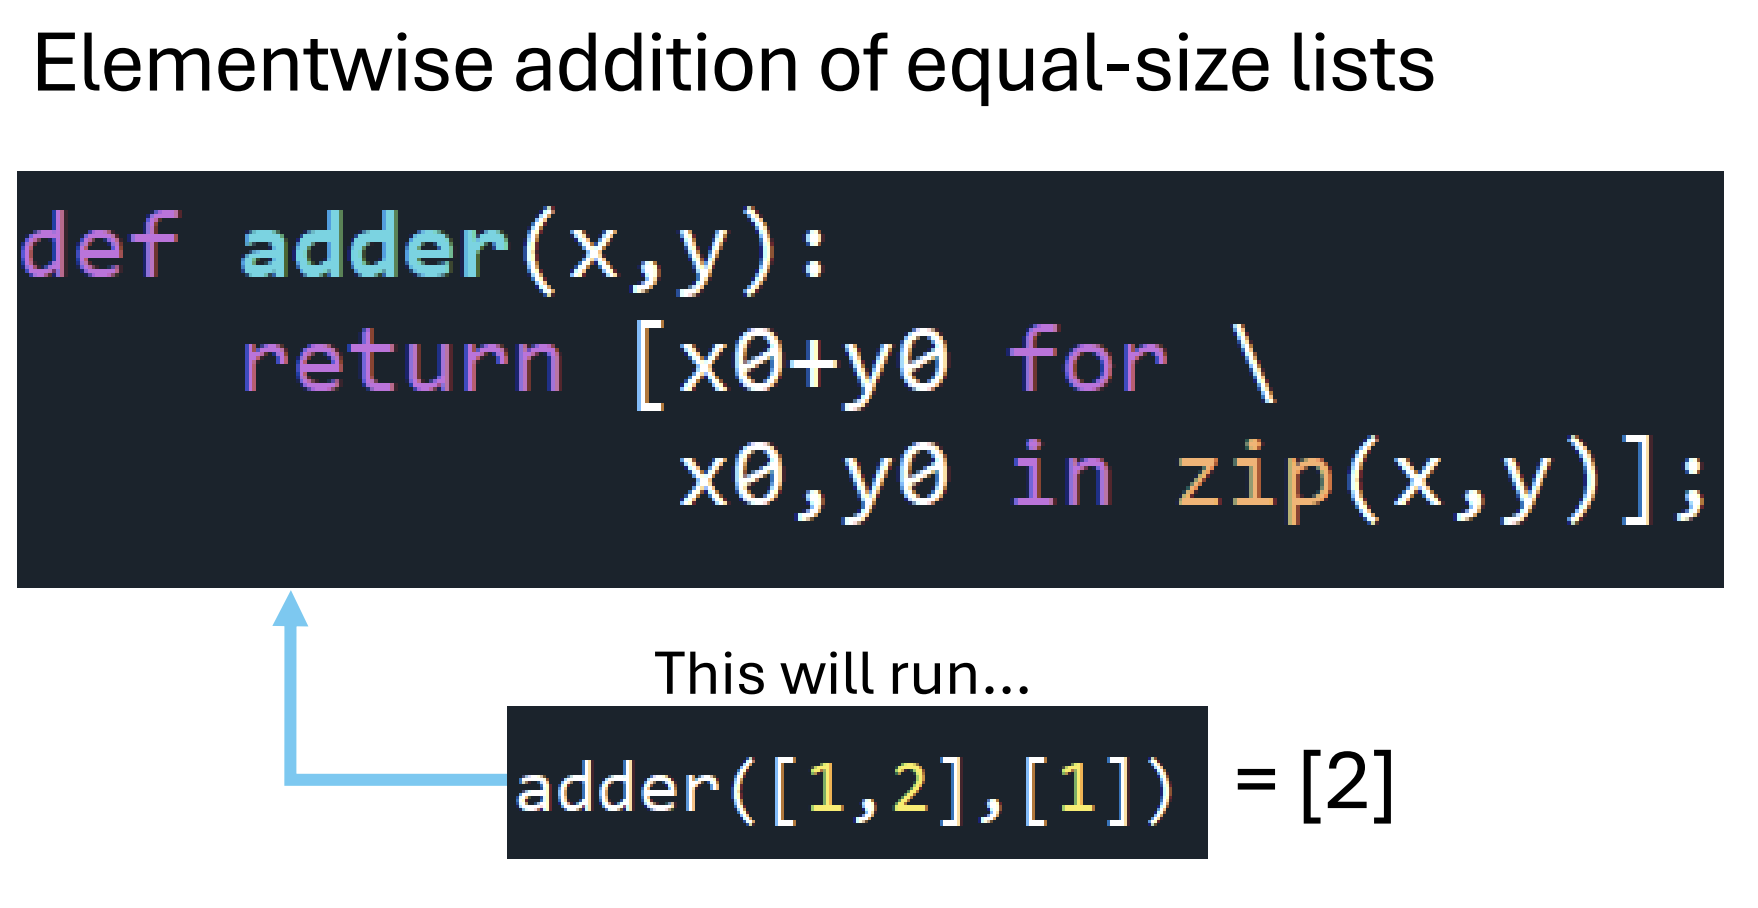 Elementwise addition of equal-size lists
def adder(x,y):
    return [x0+y0 for \
            x0,y0 in zip(x,y)];
This will run...
adder([1,2],[1]) = [2]